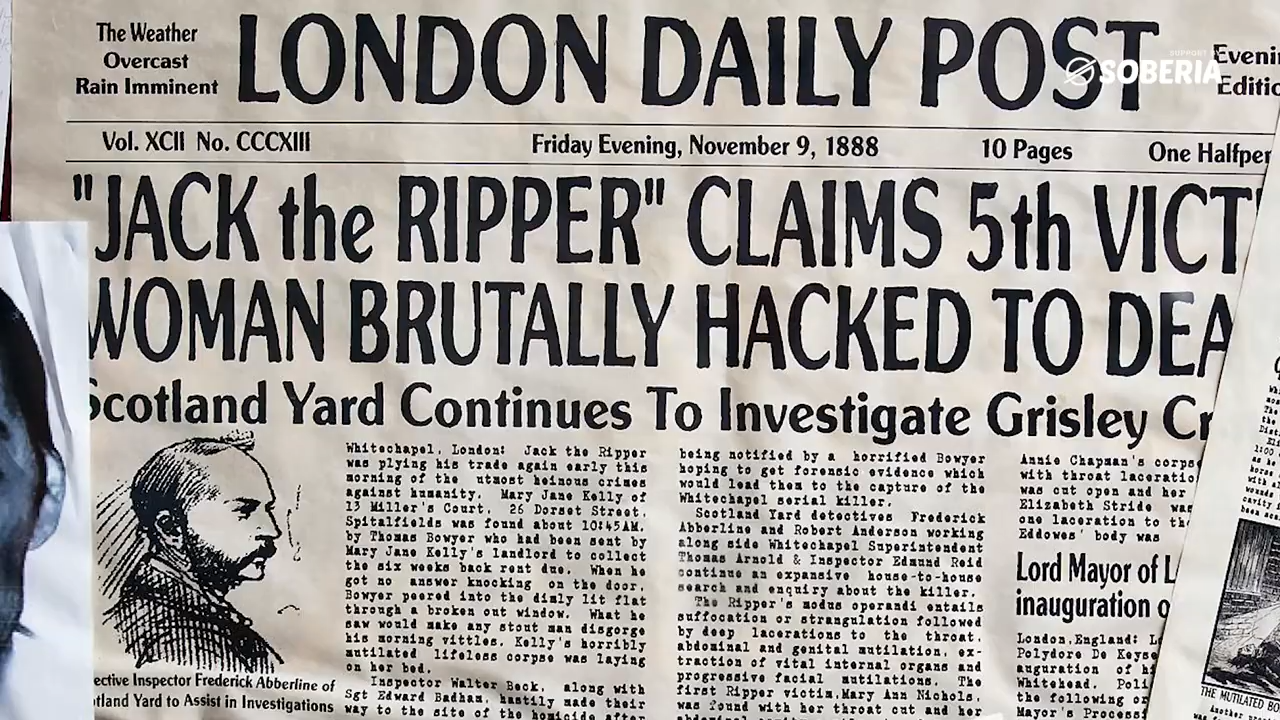 The Weather
Overcast
Rain Imminent
LONDON DAILY POST
Evening
Edition
SUPPORT BY
SOBERIA
Vol. XCII No. CCCXIII
Friday Evening, November 9, 1888
10 Pages
One Halfper
"JACK the RIPPER" CLAIMS 5th VICT
WOMAN BRUTALLY HACKED TO DEA
Scotland Yard Continues To Investigate Grisley Cr
Whitechapel, London: Jack the Ripper
was plying his trade again early this
morning of the utmost heinous crimes
against humanity. Mary Jane Kelly of
13 Miller's Court, 26 Dorset Street,
Spitalfields was found about 10:45AM.
by Thomas Bowyer who had been sent by
Mary Jane Kelly's landlord to collect
the six weeks back rent due. When he
got no answer knocking on the door,
Bowyer peered into the dimly lit flat
through a broken out window. What he
saw would make any stout man disgorge
his morning vittles. Kelly's horribly
mutilated lifeless corpse was laying
on her bed.
Inspector Walter Beck, along with
Sgt Edward Badham, hastily made their
way to the site of the homicide after
ective Inspector Frederick Abberline of
otland Yard to Assist in Investigations
being notified by a horrified Bowyer
hoping to get forensic evidence which
would lead them to the capture of the
Whitechapel serial killer.
Scotland Yard detectives Frederick
Abberline and Robert Anderson working
along side Whitechapel Superintendent
Thomas Arnold & Inspector Edmund Reid
continue an expansive house-to-house
search and enquiry about the killer.
The Ripper's modus operandi entails
suffocation or strangulation followed
by deep lacerations to the throat,
abdominal and genital mutilation, ex-
traction of vital internal organs and
progressive facial mutilations. The
first Ripper victim,Mary Ann Nichols,
was found with her throat cut and her
Annie Chapman's corpse
with throat laceratio
was cut open and her
Elizabeth Stride was
one laceration to th
Eddowes' body was
Lord Mayor of L
inauguration o
London,England: L
Polydore De Keyse
auguration of hi
Whitehead. Poli
the following or
Mayor's Process
THE MUTILATED BO